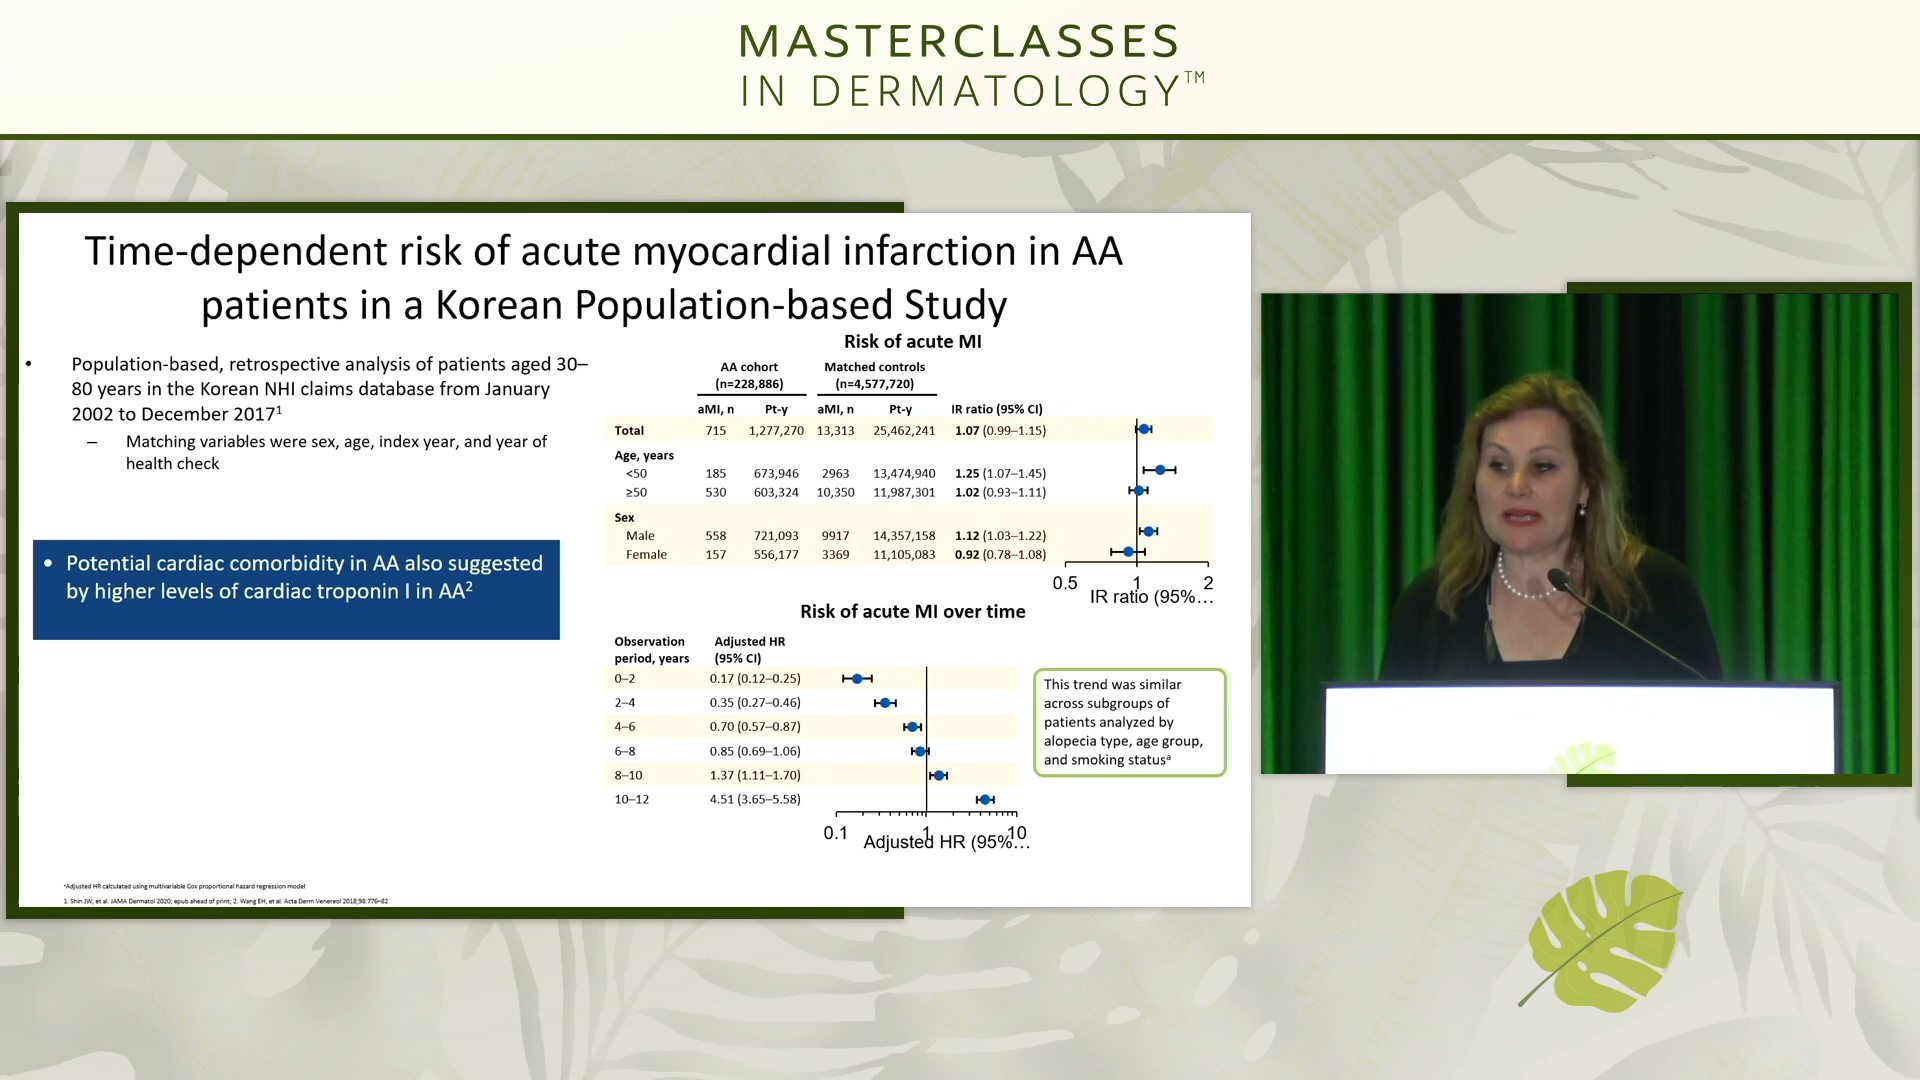 MASTERCLASSES
IN DERMATOLOGY™
Time-dependent risk of acute myocardial infarction in AA
patients in a Korean Population-based Study
• Population-based, retrospective analysis of patients aged 30–
80 years in the Korean NHI claims database from January
2002 to December 2017¹
– Matching variables were sex, age, index year, and year of
health check
• Potential cardiac comorbidity in AA also suggested
by higher levels of cardiac troponin I in AA²
Risk of acute MI
AA cohort Matched controls
(n=228,886) (n=4,577,720)
aMI, n Pt-y aMI, n Pt-y IR ratio (95% CI)
Total 715 1,277,270 13,313 25,462,241 1.07 (0.99–1.15)
Age, years
<50 185 673,946 2963 13,474,940 1.25 (1.07–1.45)
≥50 530 603,324 10,350 11,987,301 1.02 (0.93–1.11)
Sex
Male 558 721,093 9917 14,357,158 1.12 (1.03–1.22)
Female 157 556,177 3369 11,105,083 0.92 (0.78–1.08)
0.5 1 2
IR ratio (95%...
Risk of acute MI over time
Observation Adjusted HR
period, years (95% CI)
0–2 0.17 (0.12–0.25)
2–4 0.35 (0.27–0.46)
4–6 0.70 (0.57–0.87)
6–8 0.85 (0.69–1.06)
8–10 1.37 (1.11–1.70)
10–12 4.51 (3.65–5.58)
0.1 1 10
Adjusted HR (95%...
This trend was similar
across subgroups of
patients analyzed by
alopecia type, age group,
and smoking statusᵃ
ᵃAdjusted HR calculated using multivariable Cox proportional hazard regression model
1. Shin JW, et al. JAMA Dermatol 2020; epub ahead of print; 2. Wang EH, et al. Acta Derm Venereol 2018;98:776–82